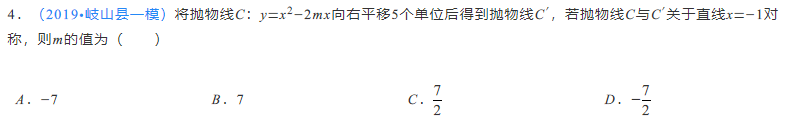 4．（2019•岐山县一模）将抛物线C：y=x²−2mx向右平移5个单位后得到抛物线C′，若抛物线C与C′关于直线x=−1对
称，则m的值为（　　）
A．−7　B．7　C．7/2　D．−7/2